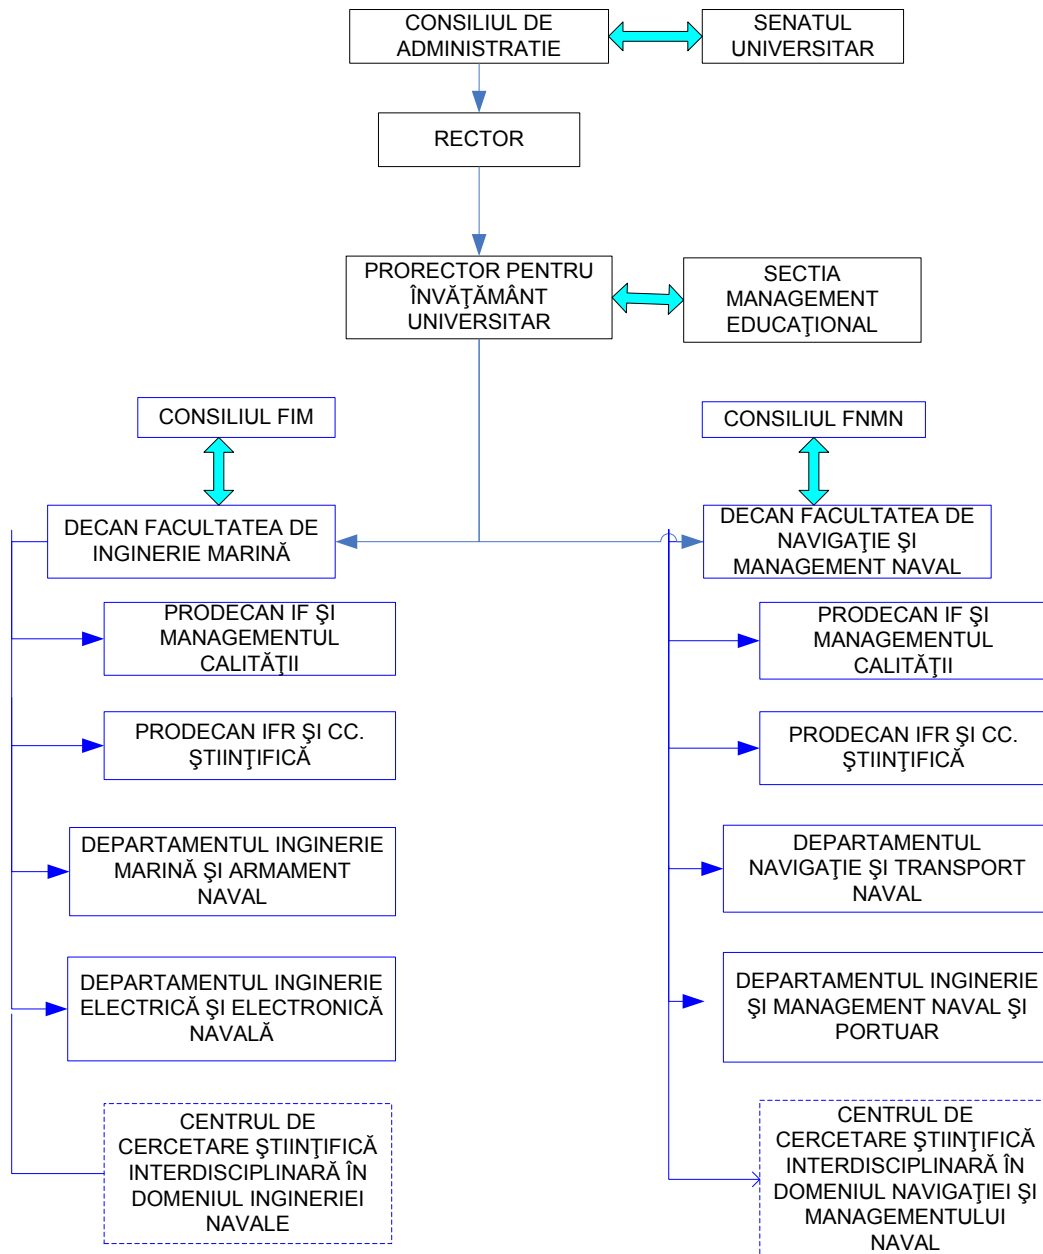 CONSILIUL DE
ADMINISTRATIE
SENATUL
UNIVERSITAR
RECTOR
PRORECTOR PENTRU
ÎNVĂŢĂMÂNT
UNIVERSITAR
SECTIA
MANAGEMENT
EDUCAŢIONAL
CONSILIUL FIM
CONSILIUL FNMN
DECAN FACULTATEA DE
INGINERIE MARINĂ
DECAN FACULTATEA DE
NAVIGAŢIE ŞI
MANAGEMENT NAVAL
PRODECAN IF ŞI
MANAGEMENTUL
CALITĂŢII
PRODECAN IF ŞI
MANAGEMENTUL
CALITĂŢII
PRODECAN IFR ŞI CC.
ŞTIINŢIFICĂ
PRODECAN IFR ŞI CC.
ŞTIINŢIFICĂ
DEPARTAMENTUL INGINERIE
MARINĂ ŞI ARMAMENT
NAVAL
DEPARTAMENTUL
NAVIGAŢIE ŞI TRANSPORT
NAVAL
DEPARTAMENTUL INGINERIE
ELECTRICĂ ŞI ELECTRONICĂ
NAVALĂ
DEPARTAMENTUL INGINERIE
ŞI MANAGEMENT NAVAL ŞI
PORTUAR
CENTRUL DE
CERCETARE ŞTIINŢIFICĂ
INTERDISCIPLINARĂ ÎN
DOMENIUL INGINERIEI
NAVALE
CENTRUL DE
CERCETARE ŞTIINŢIFICĂ
INTERDISCIPLINARĂ ÎN
DOMENIUL NAVIGAŢIEI ŞI
MANAGEMENTULUI
NAVAL